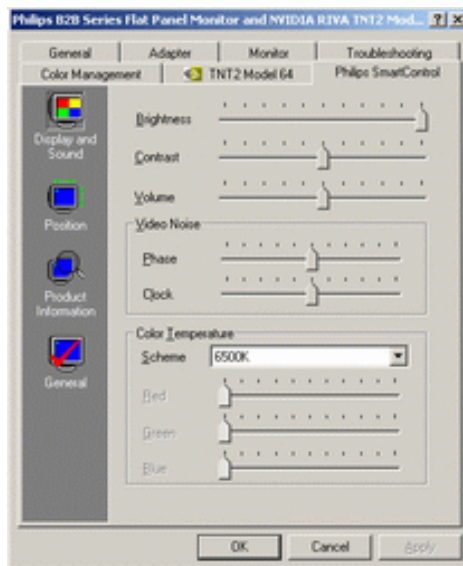 Philips B2B Series Flat Panel Monitor and NVIDIA RIVA TNT2 Mod...
General Adapter Monitor Troubleshooting
Color Management TNT2 Model 64 Philips SmartControl
Display and
Sound
Position
Product
Information
General
Brightness
Contrast
Volume
Video Noise
Phase
Clock
Color Temperature
Scheme 6500K
Red
Green
Blue
OK Cancel Apply